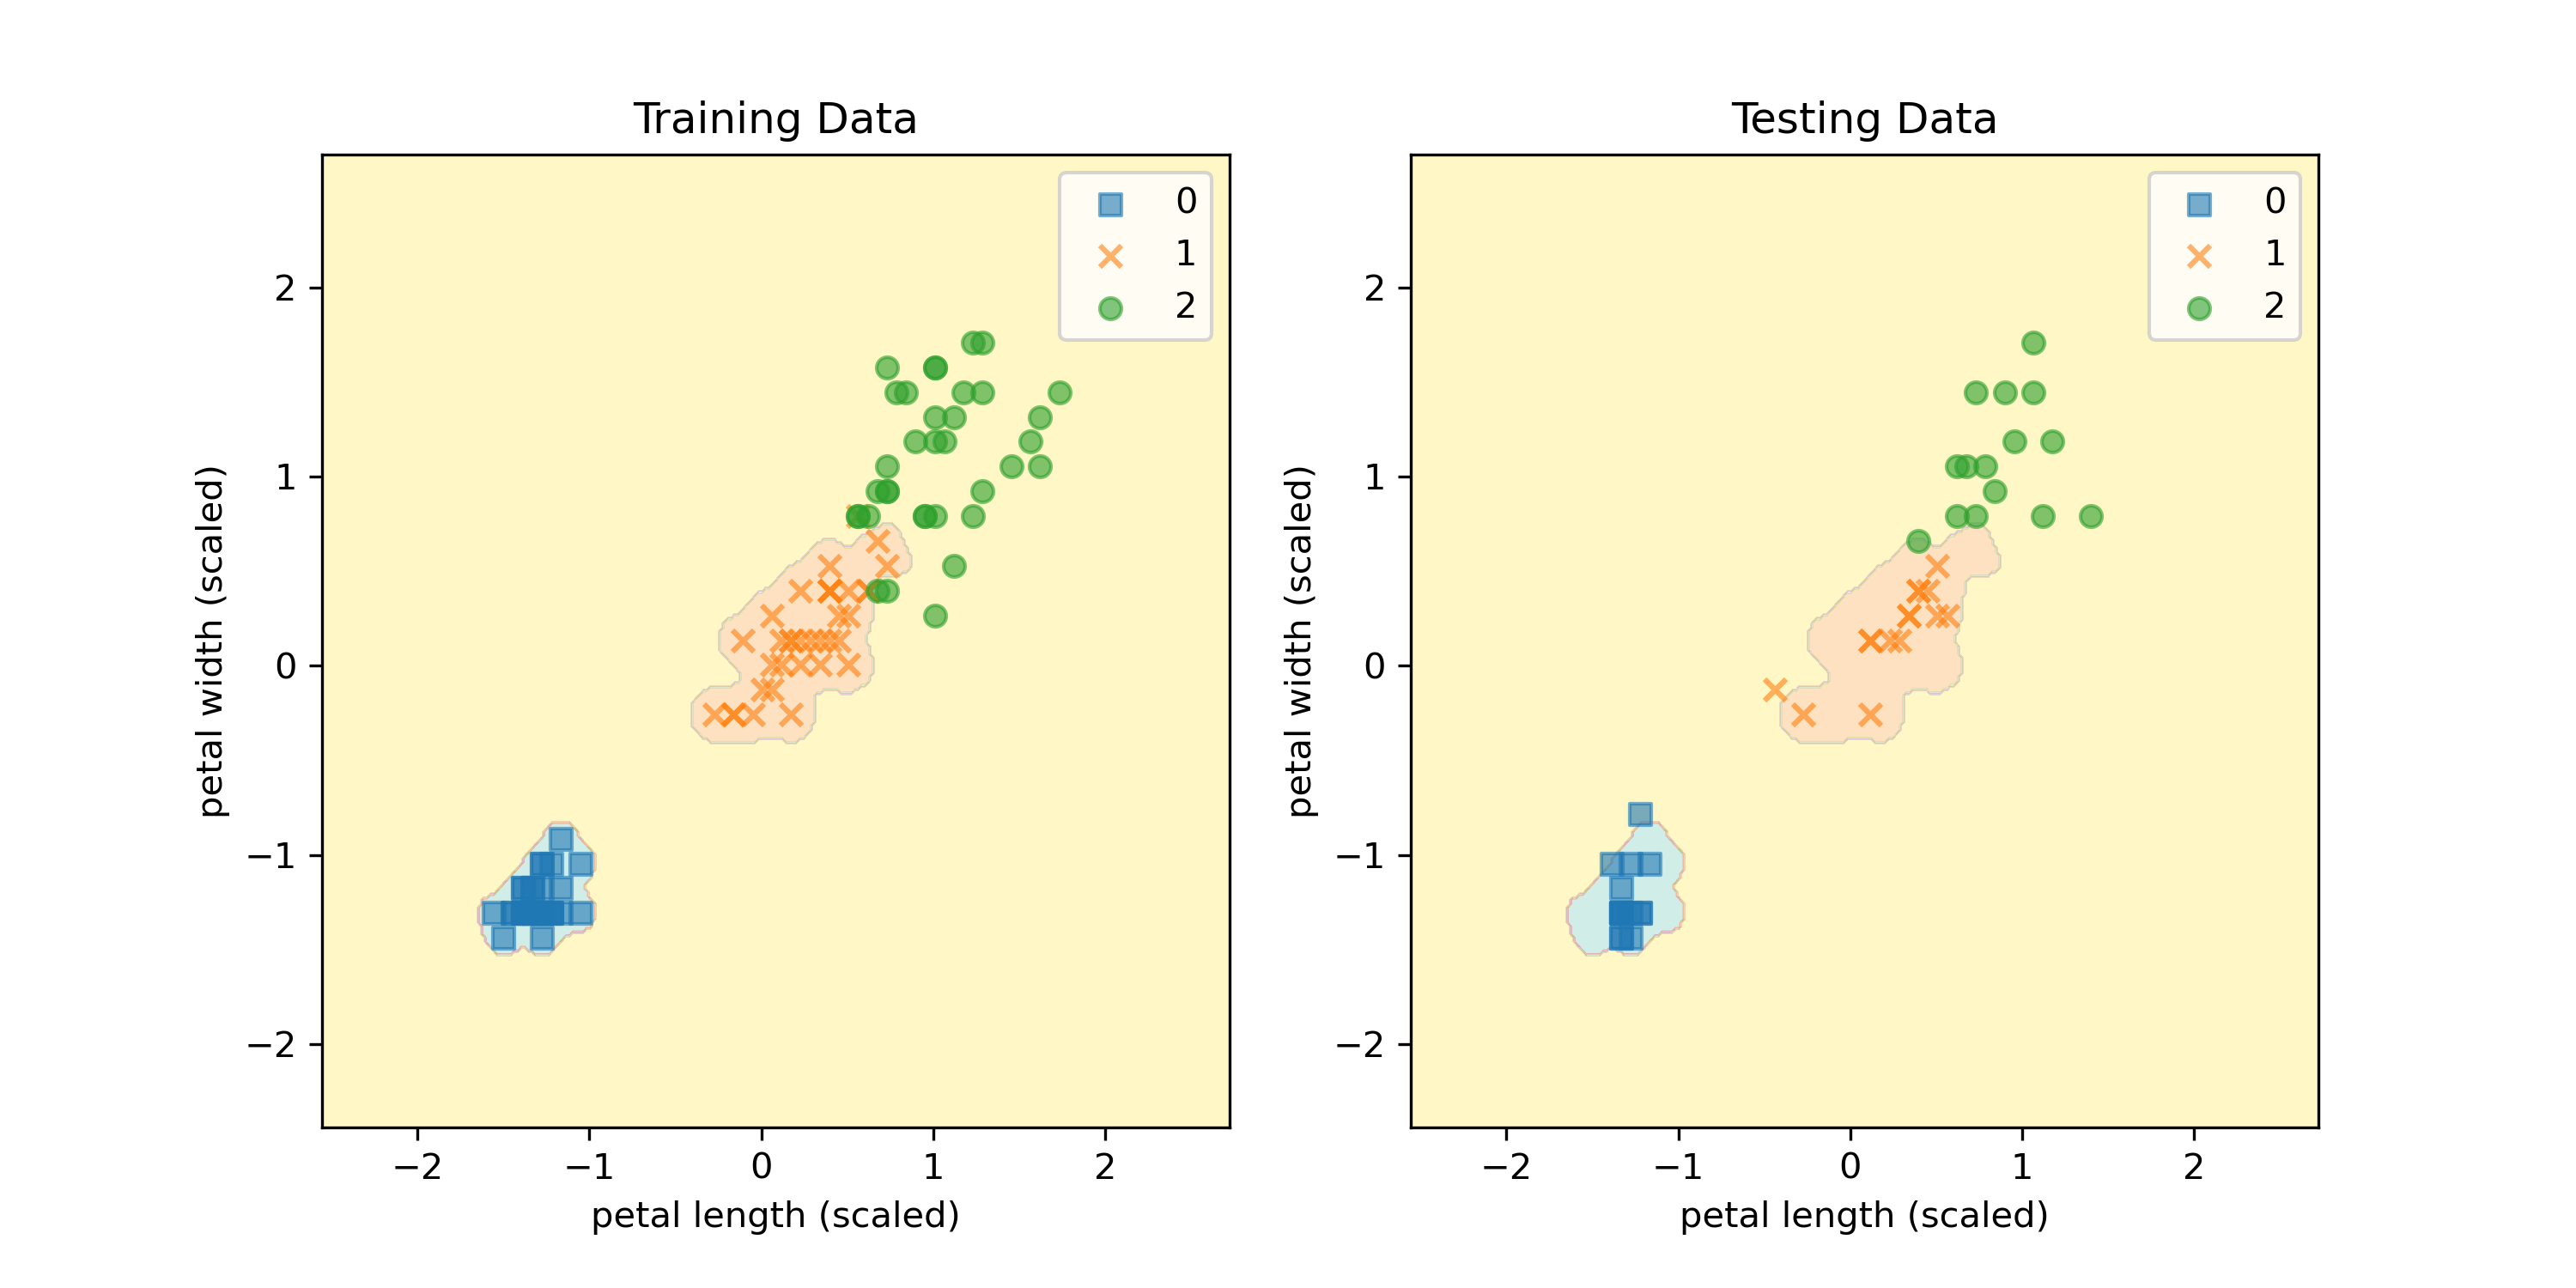 Training Data
petal width (scaled)
2
1
0
−1
−2
−2 −1 0 1 2
petal length (scaled)
0
1
2
Testing Data
petal width (scaled)
2
1
0
−1
−2
−2 −1 0 1 2
petal length (scaled)
0
1
2